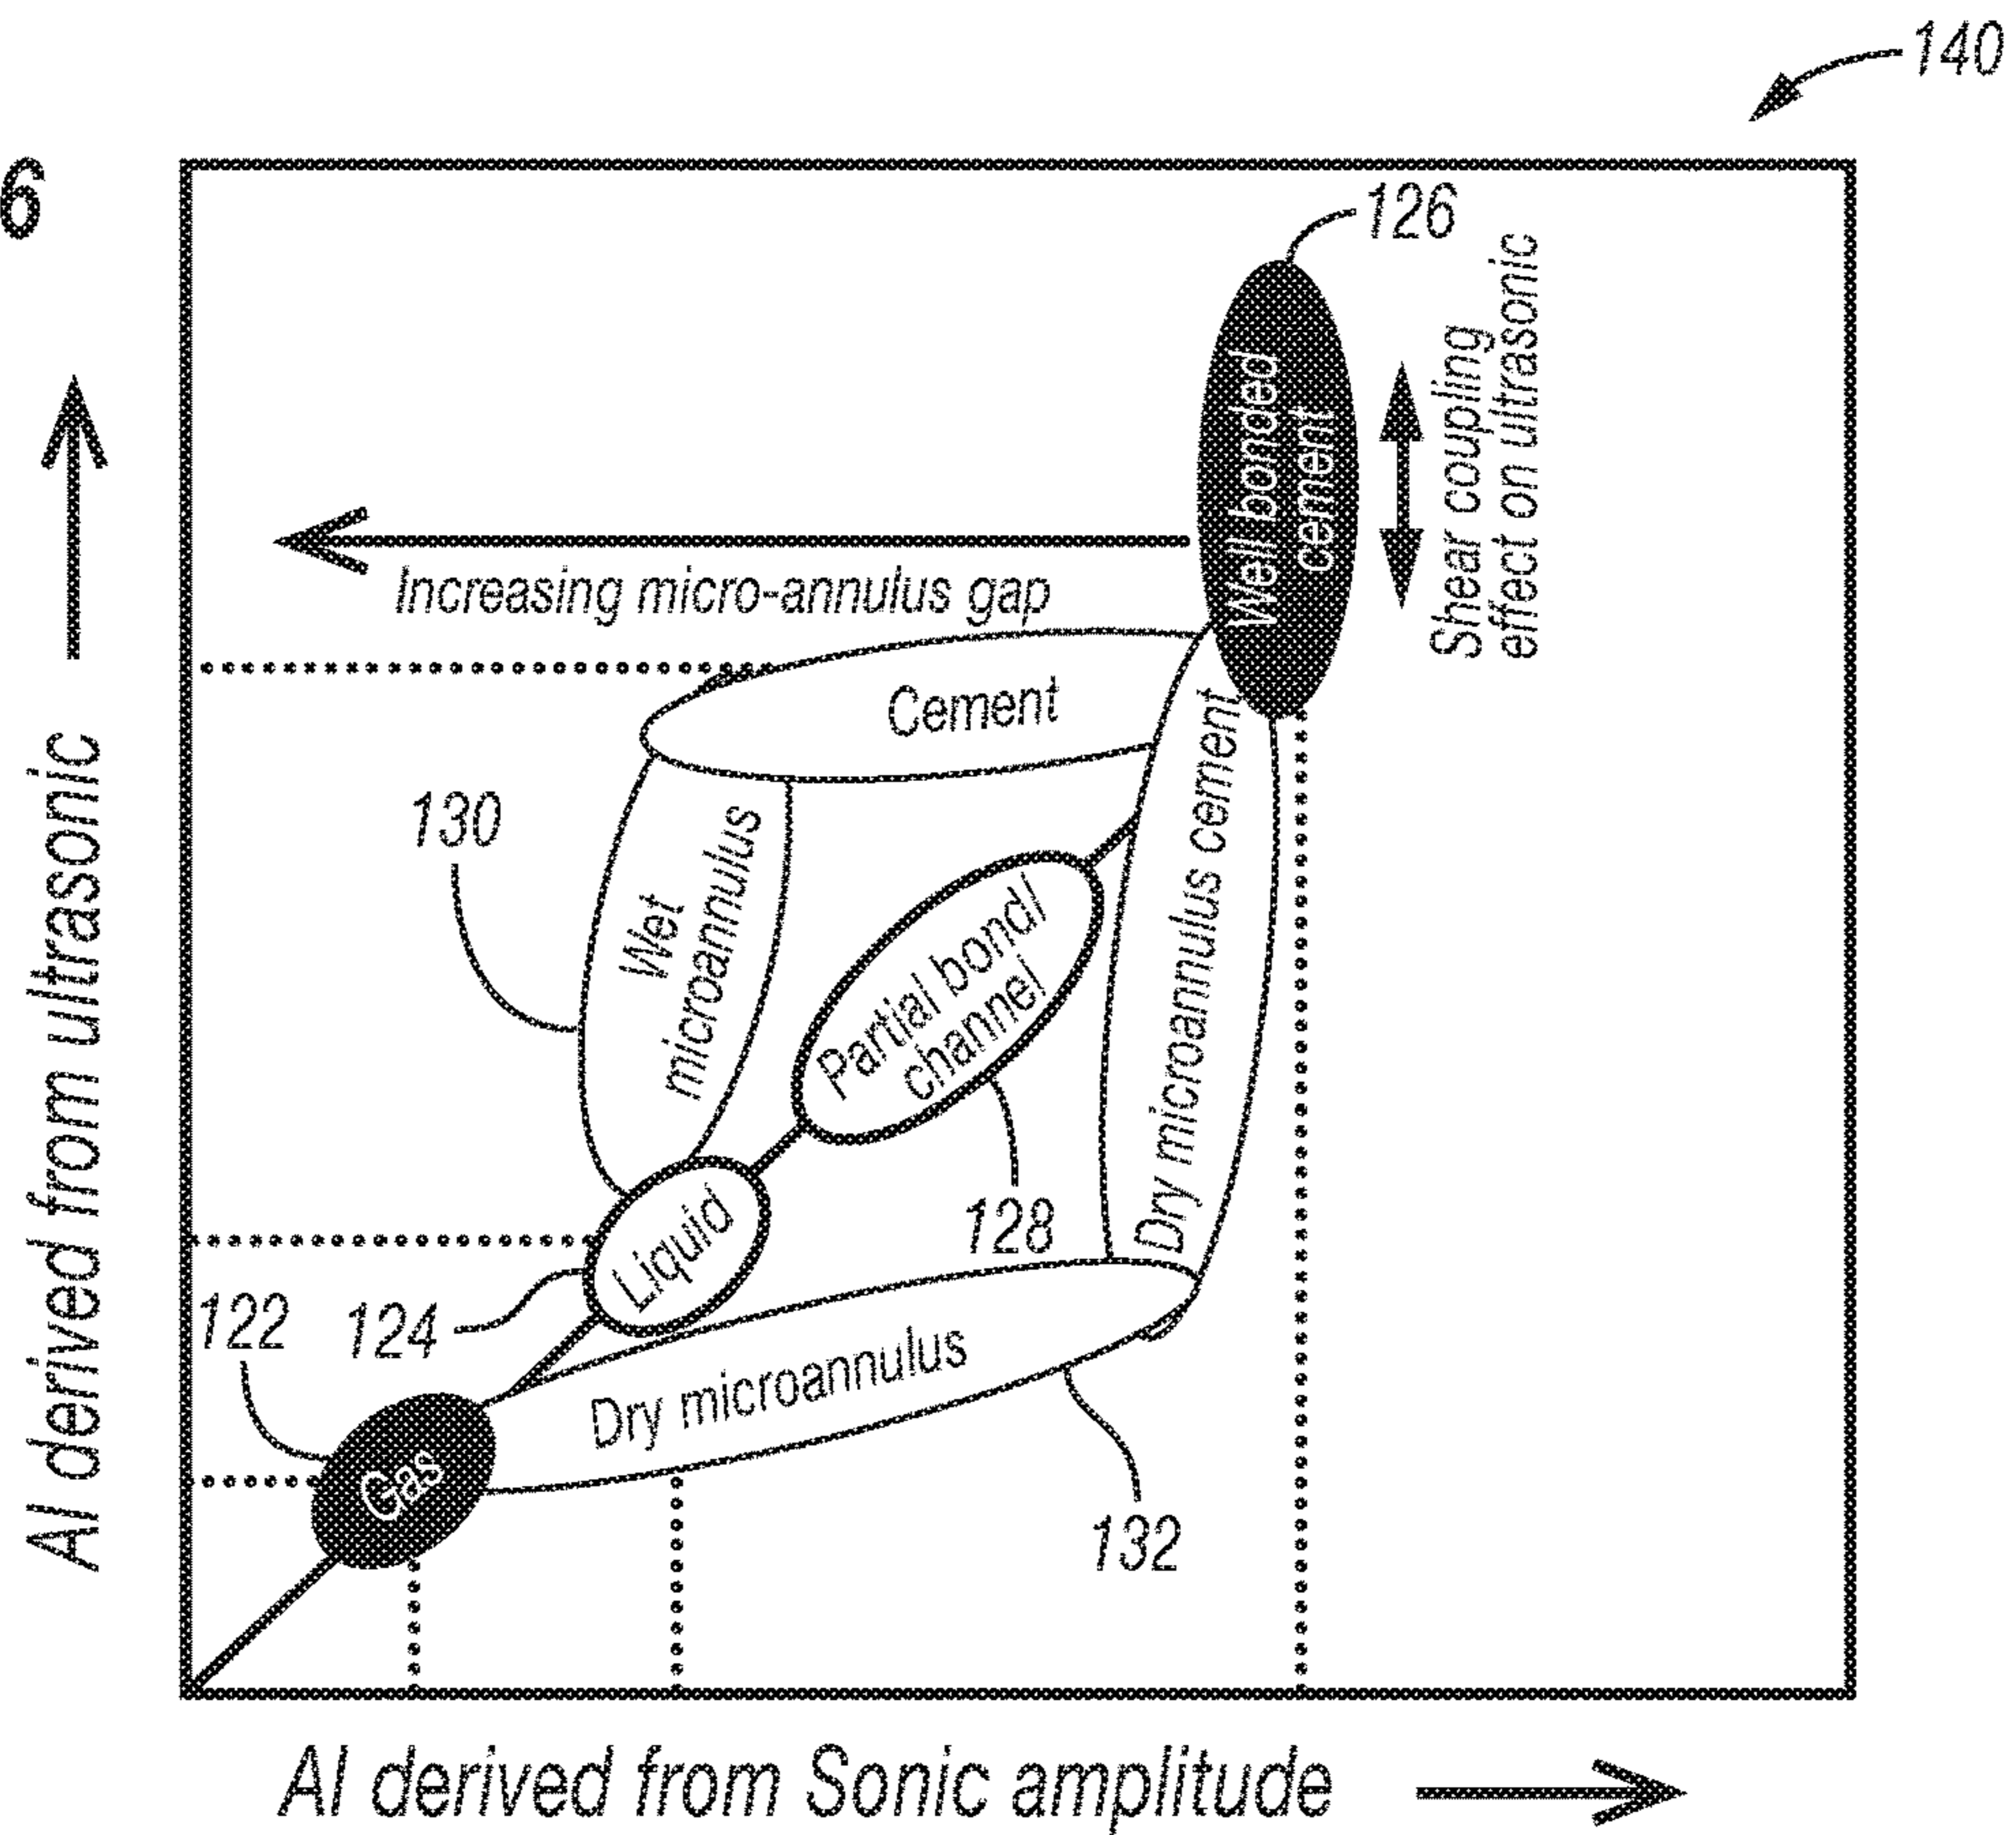 140
6
126
Shear coupling
effect on ultrasonic
Well bonded
cement
Increasing micro-annulus gap
Cement
130
Wet
microannulus
Partial bond/
channel
Dry microannulus cement
128
Liquid
122
124
Dry microannulus
Gas
132
AI derived from ultrasonic
AI derived from Sonic amplitude